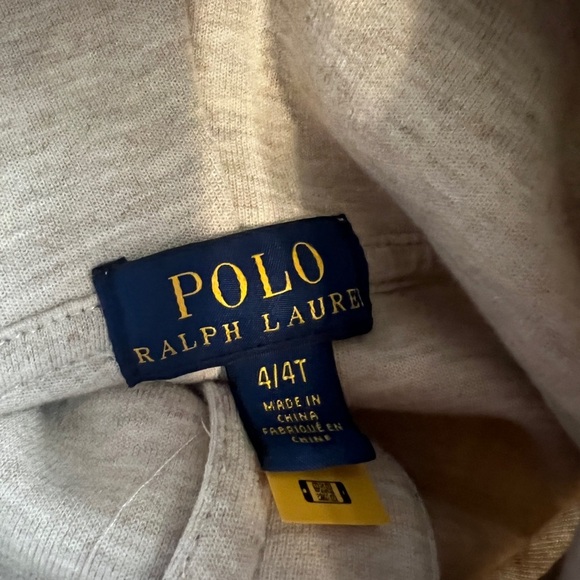 POLO
RALPH LAUREN
4/4T
MADE IN
CHINA
FABRIQUÉ EN
CHINE